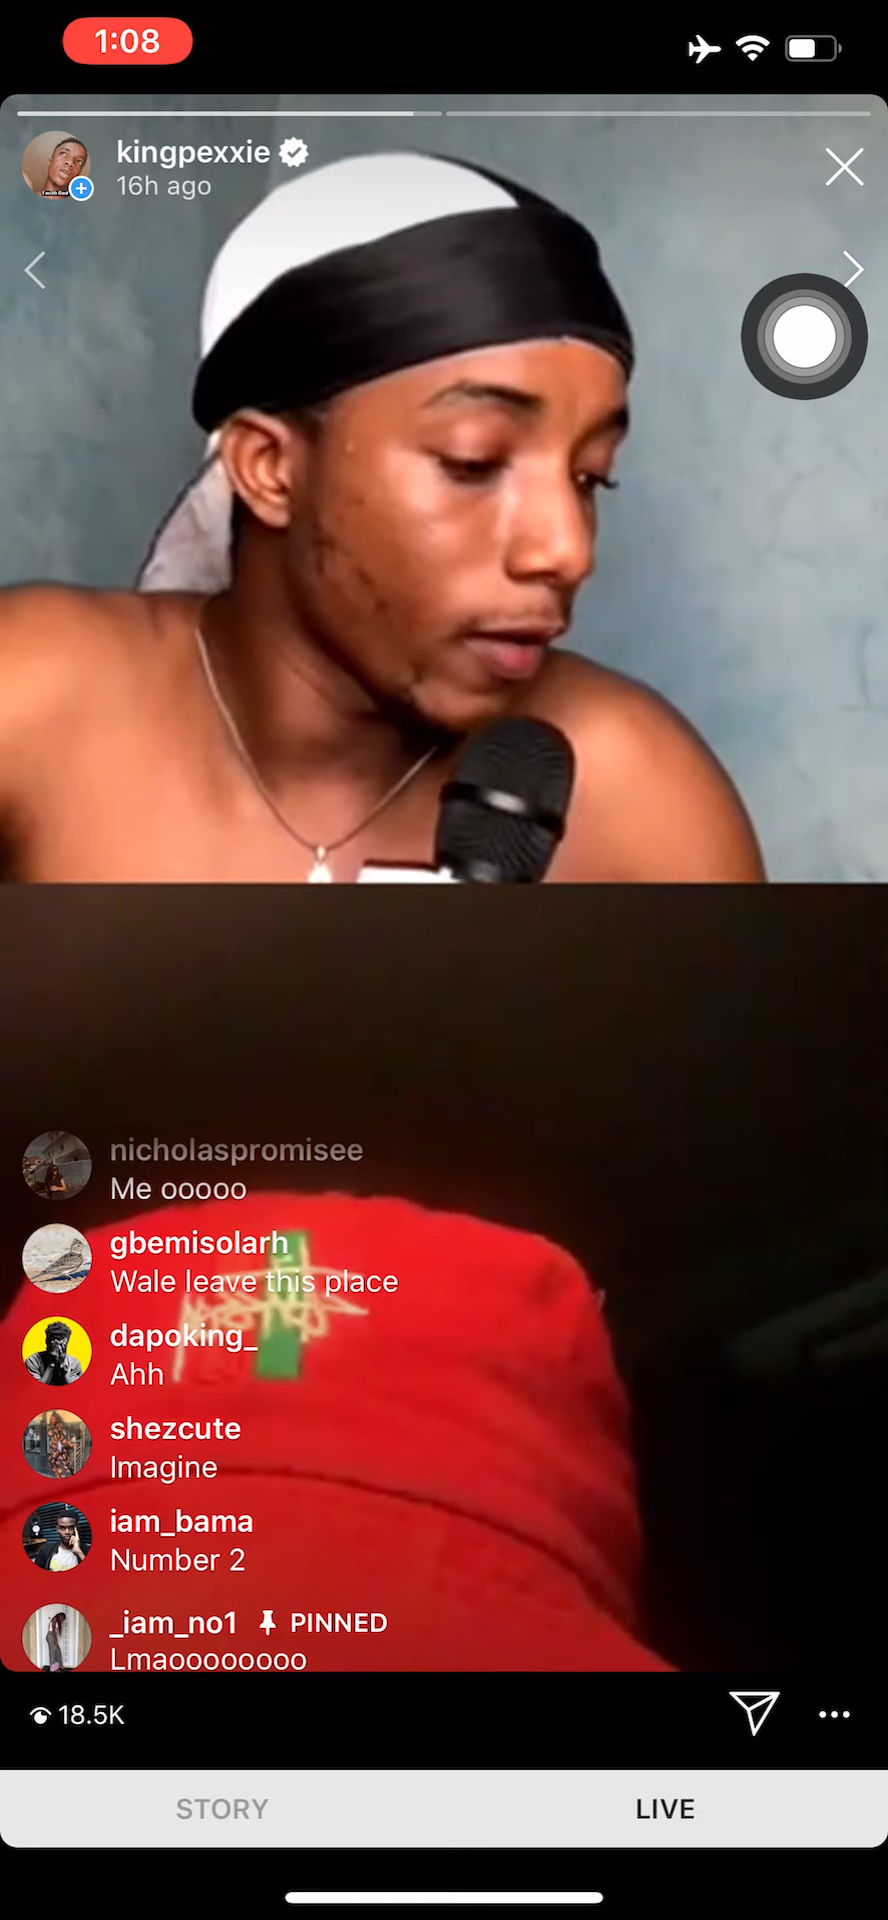 1:08
kingpexxie
16h ago
nicholaspromisee
Me ooooo
gbemisolarh
Wale leave this place
dapoking_
Ahh
shezcute
Imagine
iam_bama
Number 2
_iam_no1 PINNED
Lmaoooooooo
18.5K
STORY
LIVE